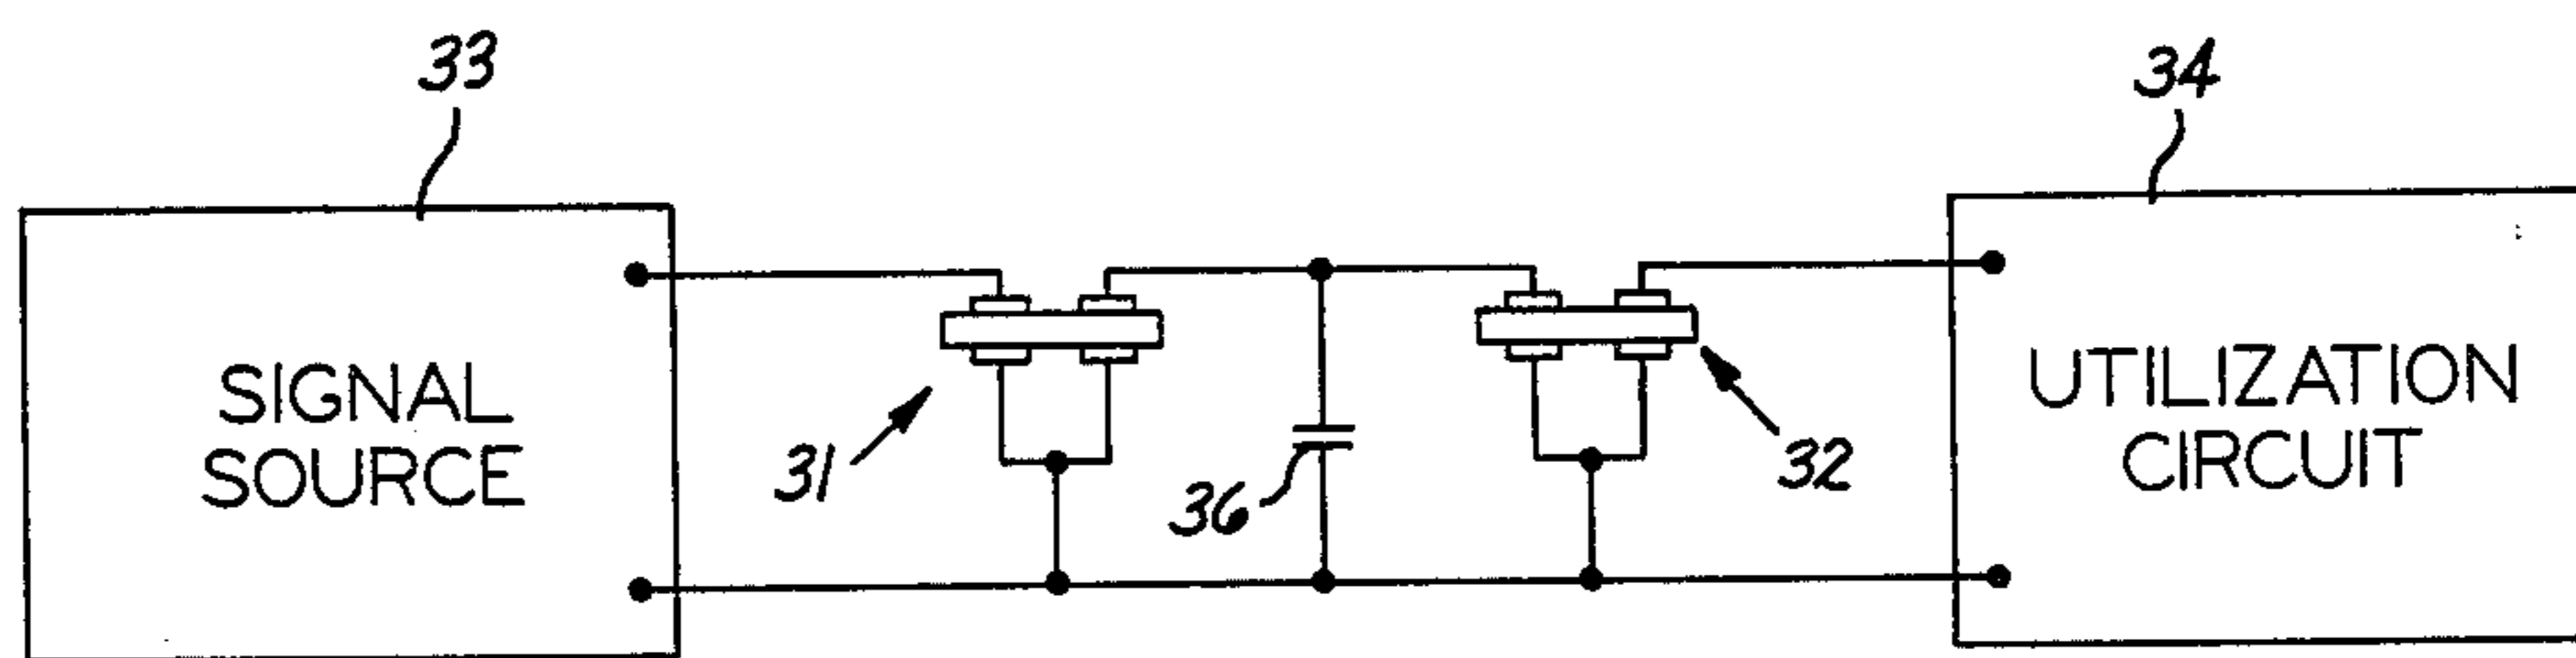 33
34
SIGNAL
SOURCE
31
36
32
UTILIZATION
CIRCUIT